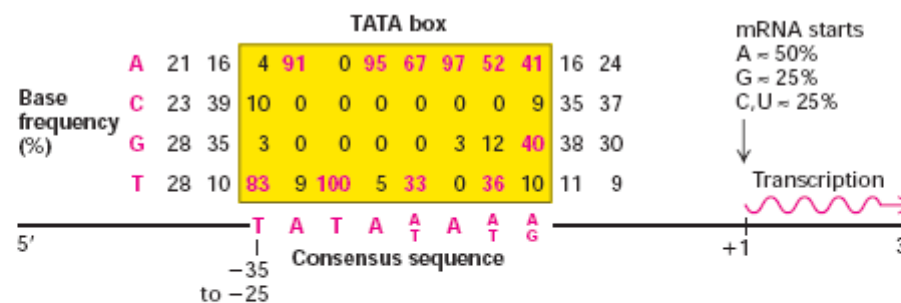 TATA box
mRNA starts
A ≈ 50%
G ≈ 25%
C, U ≈ 25%
Base frequency (%)
A 21 16 4 91 0 95 67 97 52 41 16 24
C 23 39 10 0 0 0 0 0 0 9 35 37
G 28 35 3 0 0 0 0 3 12 40 38 30
T 28 10 83 9 100 5 33 0 36 10 11 9
Transcription
T A T A A/T A A/T A/G
5′
+1
3
−35
to −25
Consensus sequence